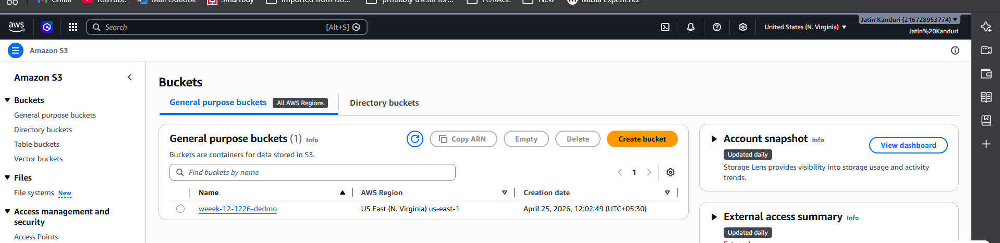 Gmail YouTube Mail Outlook SmartBuy Imported from Go... probably useful for... FORAGE New Masai Experience
aws Search [Alt+S] United States (N. Virginia) Jatin Kanduri (216728953774)
Jatin%20Kanduri
Amazon S3
Amazon S3
Buckets
General purpose buckets
Directory buckets
Table buckets
Vector buckets
Files
File systems New
Access management and
security
Access Points
Buckets
General purpose buckets All AWS Regions Directory buckets
General purpose buckets (1) Info Copy ARN Empty Delete Create bucket
Buckets are containers for data stored in S3.
Find buckets by name 1
Name AWS Region Creation date
weeek-12-1226-dedmo US East (N. Virginia) us-east-1 April 25, 2026, 12:02:49 (UTC+05:30)
Account snapshot Info View dashboard
Updated daily
Storage Lens provides visibility into storage usage and activity
trends.
External access summary Info
Updated daily